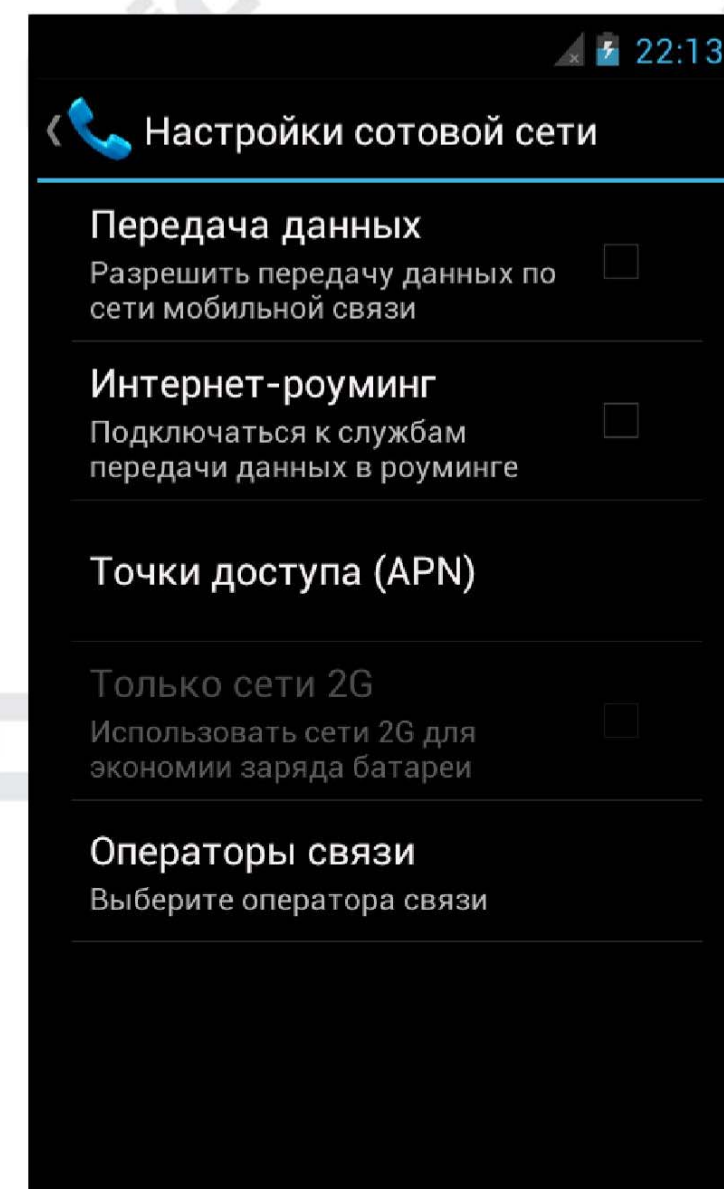 22:13
Настройки сотовой сети
Передача данных
Разрешить передачу данных по
сети мобильной связи
Интернет-роуминг
Подключаться к службам
передачи данных в роуминге
Точки доступа (APN)
Только сети 2G
Использовать сети 2G для
экономии заряда батареи
Операторы связи
Выберите оператора связи